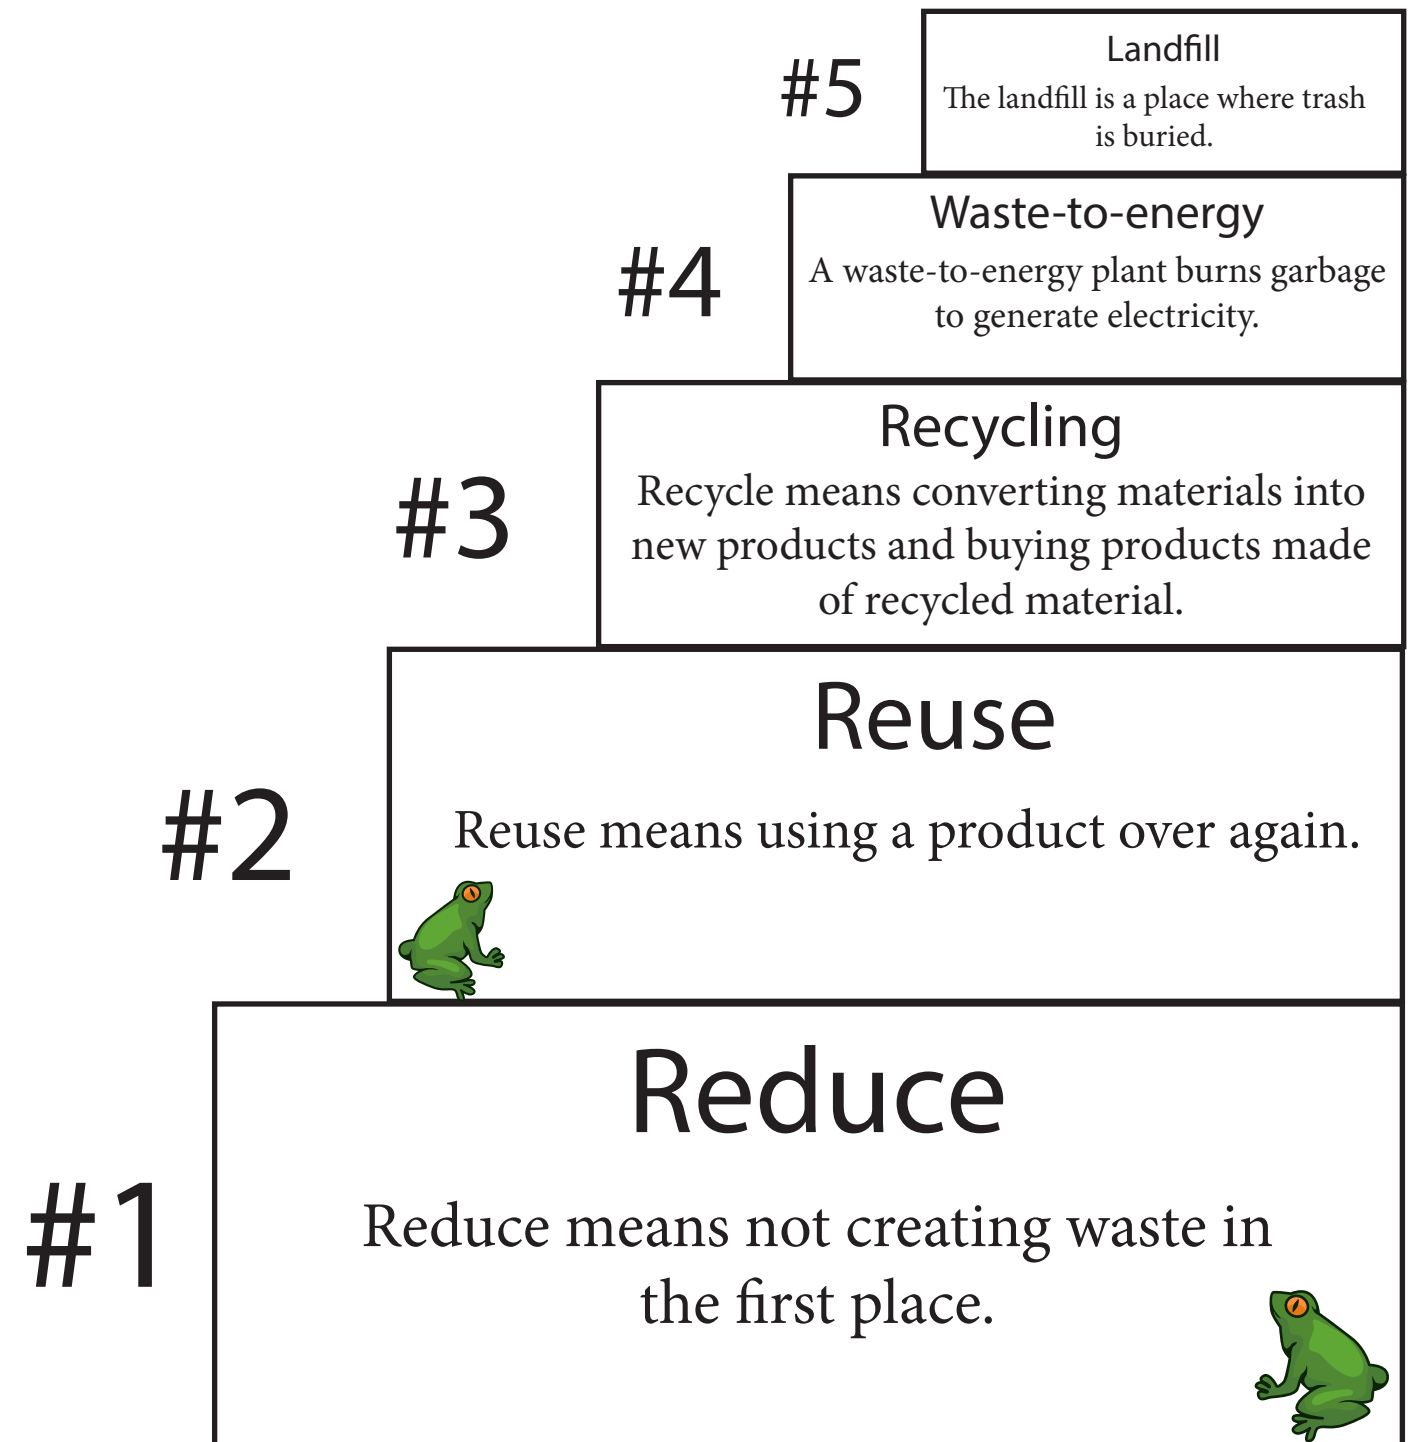 #5
Landfill
The landfill is a place where trash
is buried.
#4
Waste-to-energy
A waste-to-energy plant burns garbage
to generate electricity.
#3
Recycling
Recycle means converting materials into
new products and buying products made
of recycled material.
#2
Reuse
Reuse means using a product over again.
#1
Reduce
Reduce means not creating waste in
the first place.